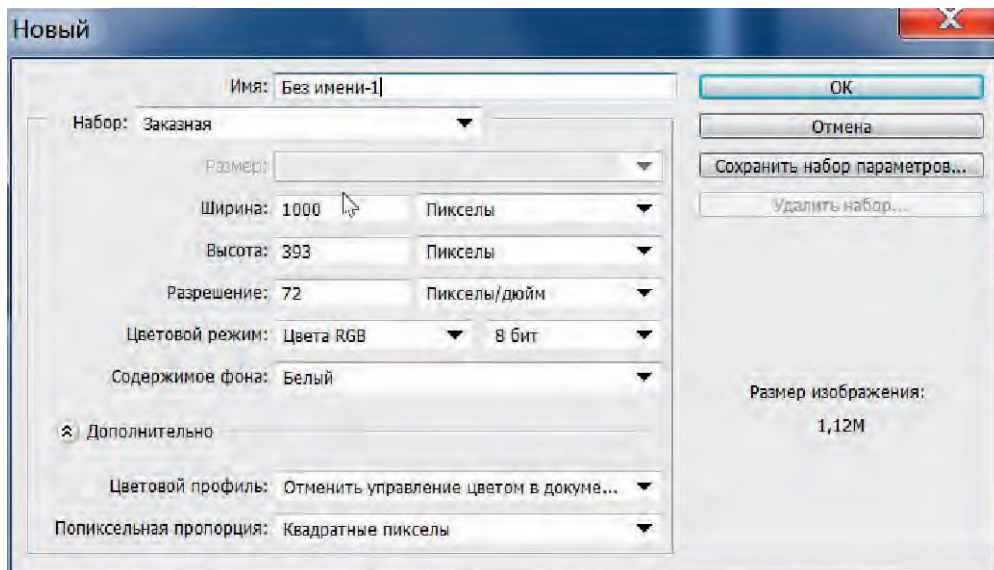 Новый
Имя: Без имени-1
ОК
Набор: Заказная
Отмена
Размер:
Сохранить набор параметров...
Ширина: 1000 Пикселы
Удалить набор...
Высота: 393 Пикселы
Разрешение: 72 Пикселы/дюйм
Цветовой режим: Цвета RGB 8 бит
Содержимое фона: Белый
Размер изображения:
1,12M
Дополнительно
Цветовой профиль: Отменить управление цветом в докуме...
Попиксельная пропорция: Квадратные пикселы